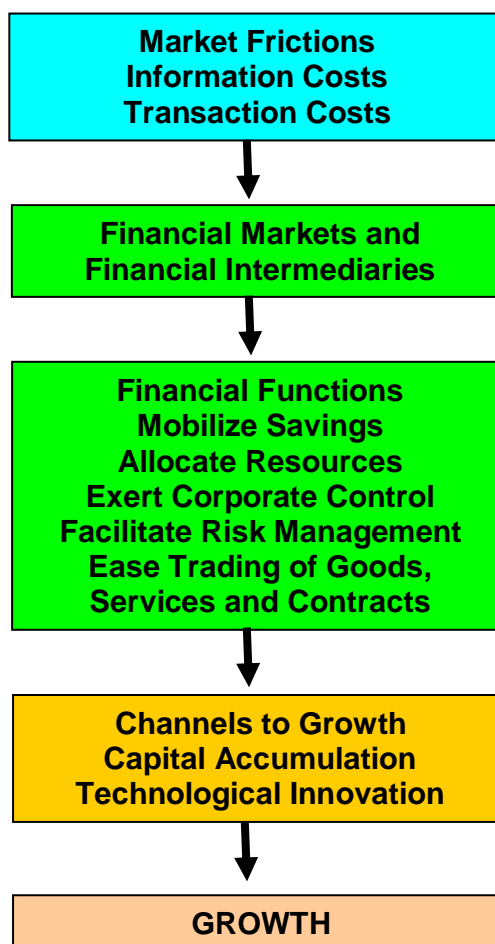 Market Frictions
Information Costs
Transaction Costs
Financial Markets and
Financial Intermediaries
Financial Functions
Mobilize Savings
Allocate Resources
Exert Corporate Control
Facilitate Risk Management
Ease Trading of Goods,
Services and Contracts
Channels to Growth
Capital Accumulation
Technological Innovation
GROWTH